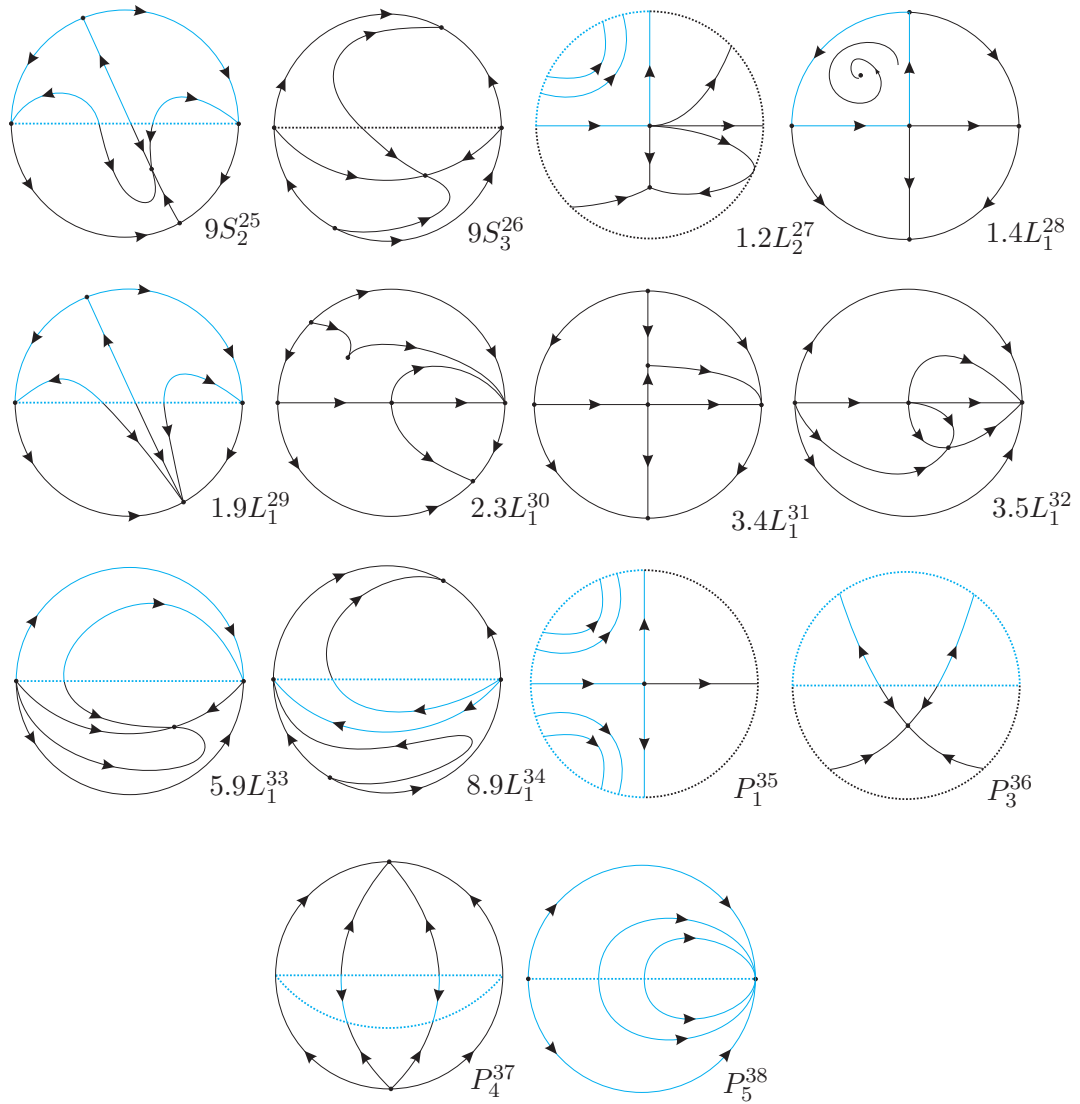 9S_2^{25} 9S_3^{26} 1.2L_2^{27} 1.4L_1^{28}
1.9L_1^{29} 2.3L_1^{30} 3.4L_1^{31} 3.5L_1^{32}
5.9L_1^{33} 8.9L_1^{34} P_1^{35} P_3^{36}
P_4^{37} P_5^{38}